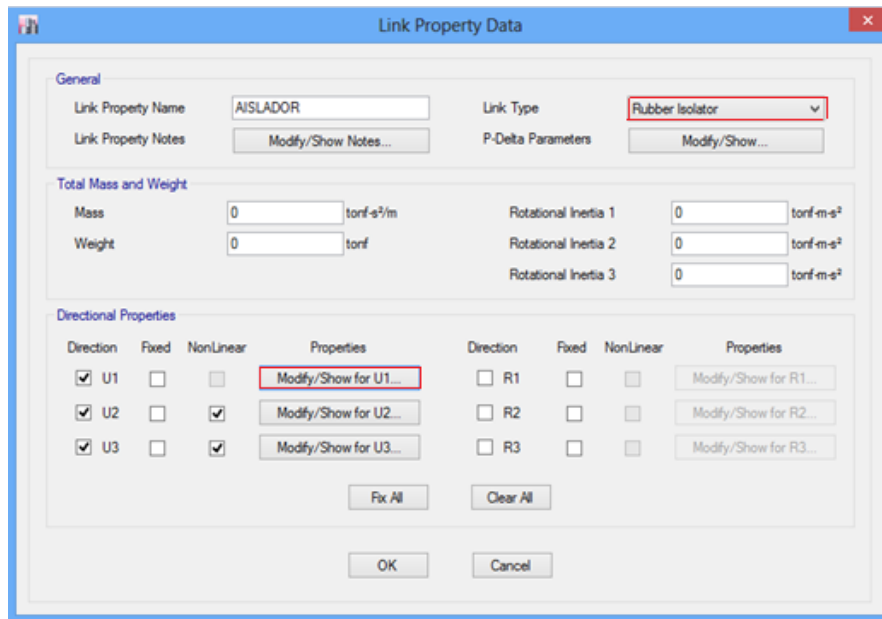 Link Property Data
General
Link Property Name AISLADOR Link Type Rubber Isolator
Link Property Notes Modify/Show Notes... P-Delta Parameters Modify/Show...
Total Mass and Weight
Mass 0 tonf-s²/m Rotational Inertia 1 0 tonf-m-s²
Weight 0 tonf Rotational Inertia 2 0 tonf-m-s²
Rotational Inertia 3 0 tonf-m-s²
Directional Properties
Direction Fixed NonLinear Properties Direction Fixed NonLinear Properties
U1 Modify/Show for U1... R1 Modify/Show for R1...
U2 Modify/Show for U2... R2 Modify/Show for R2...
U3 Modify/Show for U3... R3 Modify/Show for R3...
Fix All Clear All
OK Cancel